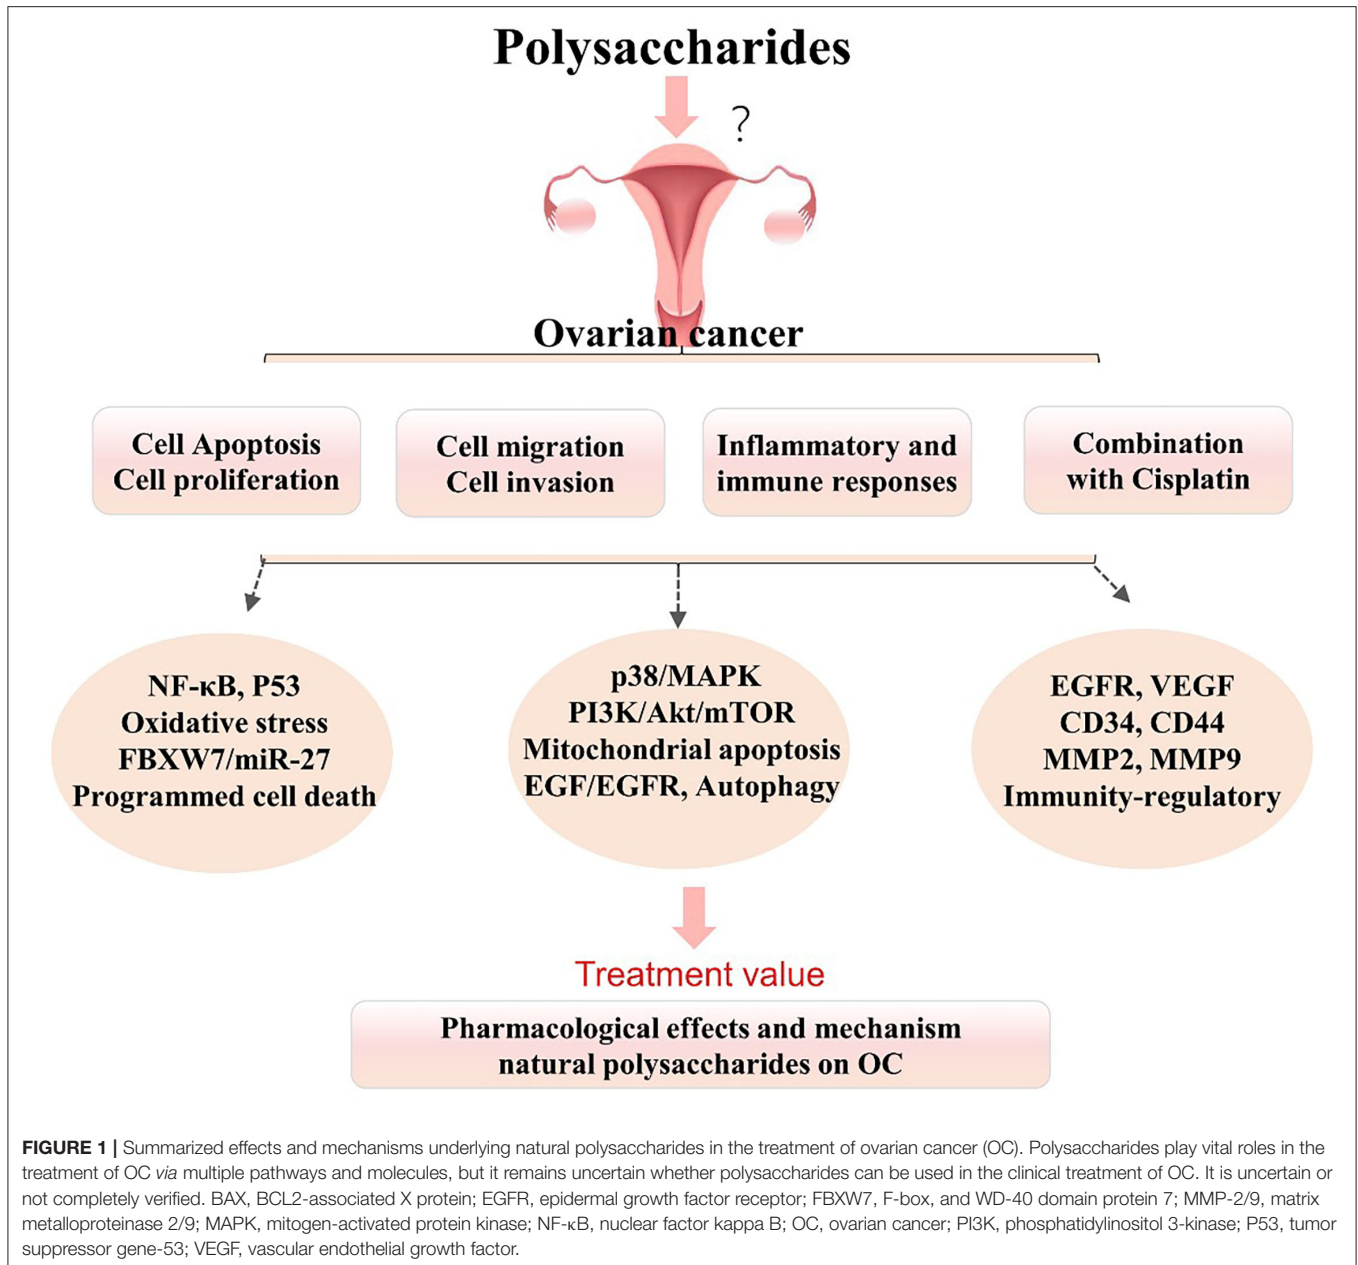 Polysaccharides
?
Ovarian cancer
Cell Apoptosis
Cell proliferation
Cell migration
Cell invasion
Inflammatory and
immune responses
Combination
with Cisplatin
NF-κB, P53
Oxidative stress
FBXW7/miR-27
Programmed cell death
p38/MAPK
PI3K/Akt/mTOR
Mitochondrial apoptosis
EGF/EGFR, Autophagy
EGFR, VEGF
CD34, CD44
MMP2, MMP9
Immunity-regulatory
Treatment value
Pharmacological effects and mechanism
natural polysaccharides on OC
FIGURE 1 | Summarized effects and mechanisms underlying natural polysaccharides in the treatment of ovarian cancer (OC). Polysaccharides play vital roles in the
treatment of OC via multiple pathways and molecules, but it remains uncertain whether polysaccharides can be used in the clinical treatment of OC. It is uncertain or
not completely verified. BAX, BCL2-associated X protein; EGFR, epidermal growth factor receptor; FBXW7, F-box, and WD-40 domain protein 7; MMP-2/9, matrix
metalloproteinase 2/9; MAPK, mitogen-activated protein kinase; NF-κB, nuclear factor kappa B; OC, ovarian cancer; PI3K, phosphatidylinositol 3-kinase; P53, tumor
suppressor gene-53; VEGF, vascular endothelial growth factor.